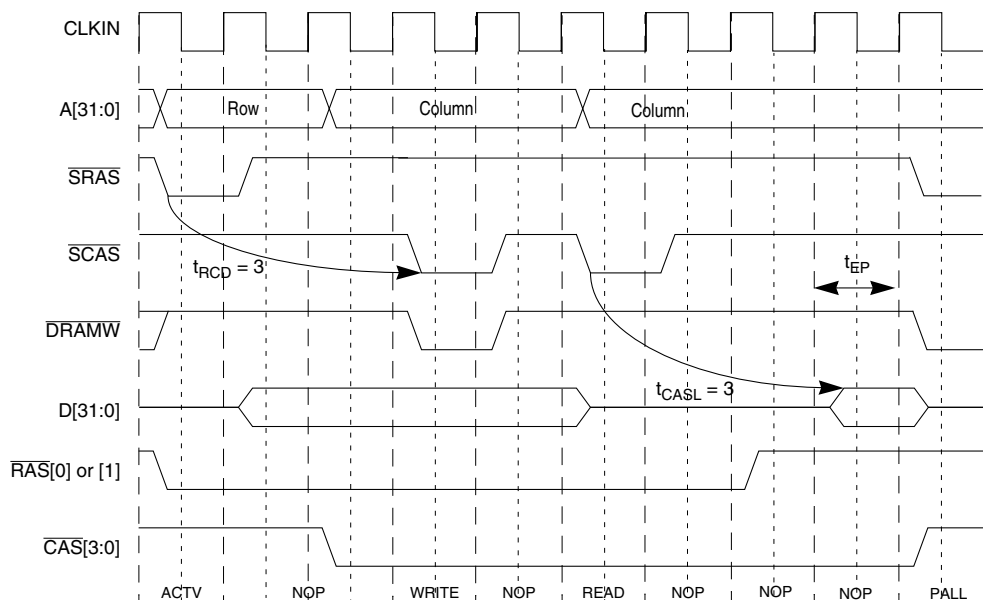 CLKIN
A[31:0] Row Column Column
SRAS
SCAS
tRCD = 3
tEP
DRAMW
tCASL = 3
D[31:0]
RAS[0] or [1]
CAS[3:0]
ACTV NOP WRITE NOP READ NOP NOP NOP PALL